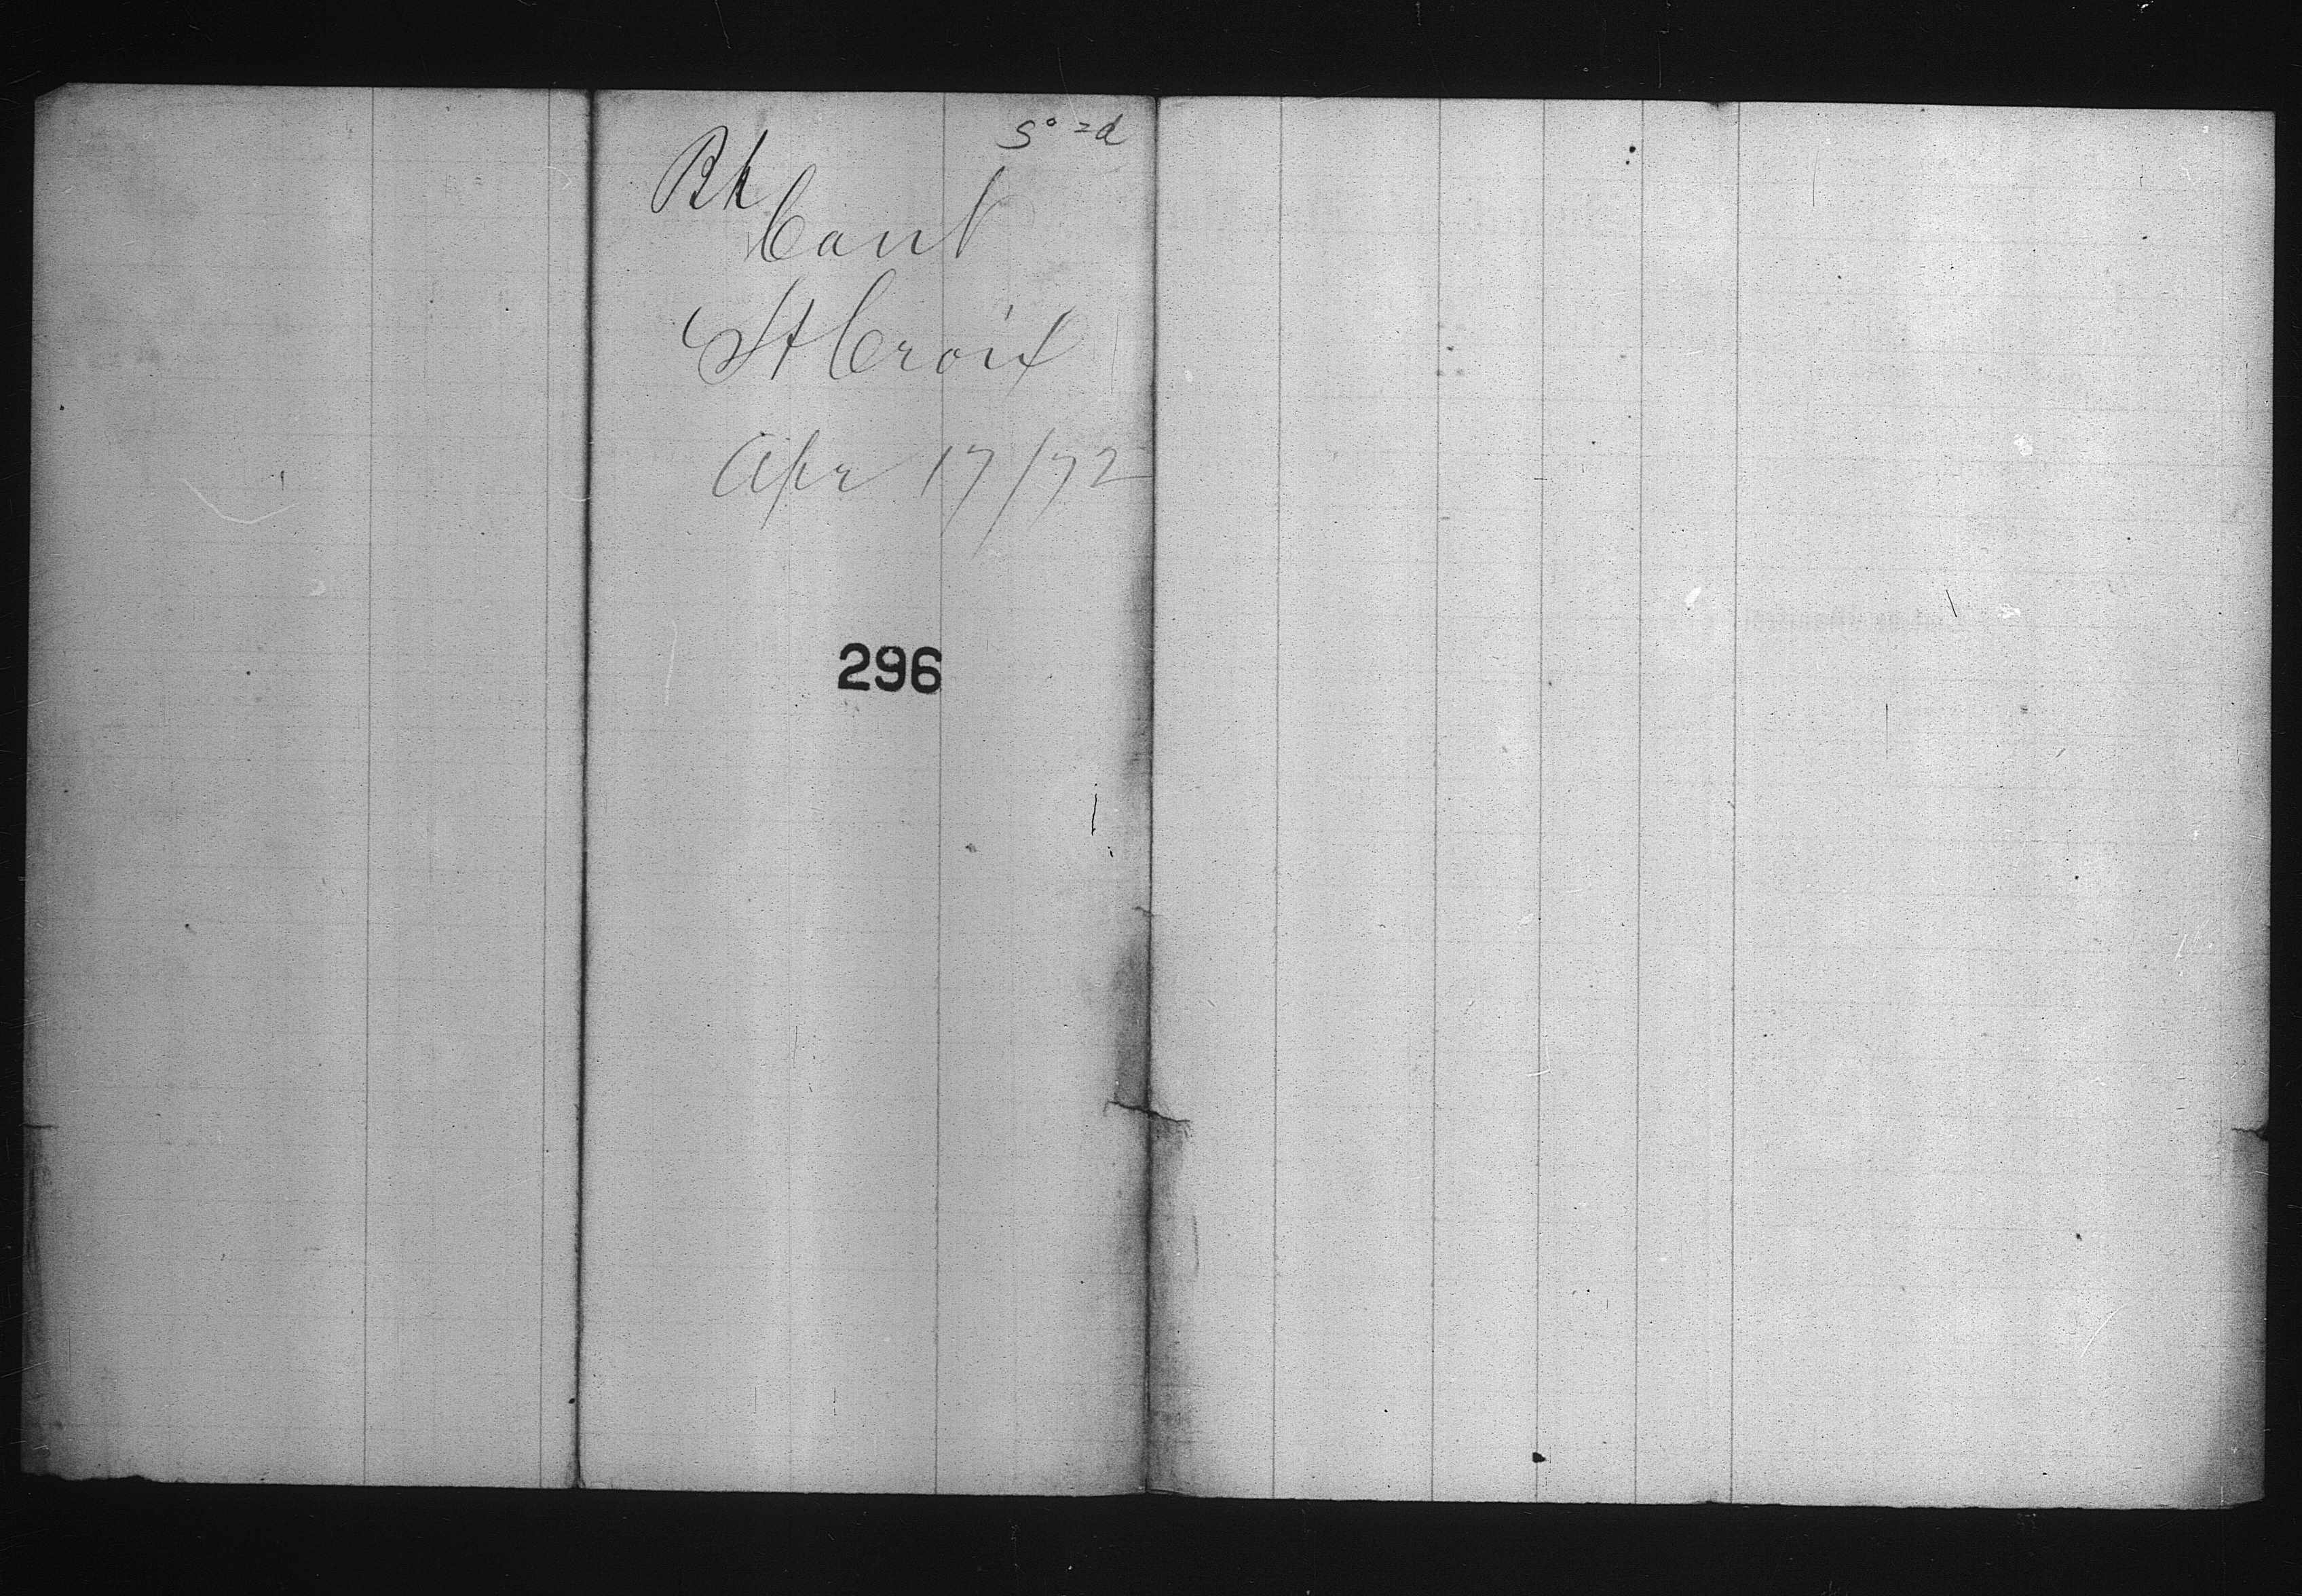 S° =d
Bk
Cant
St Croix
Apr 17/72
296